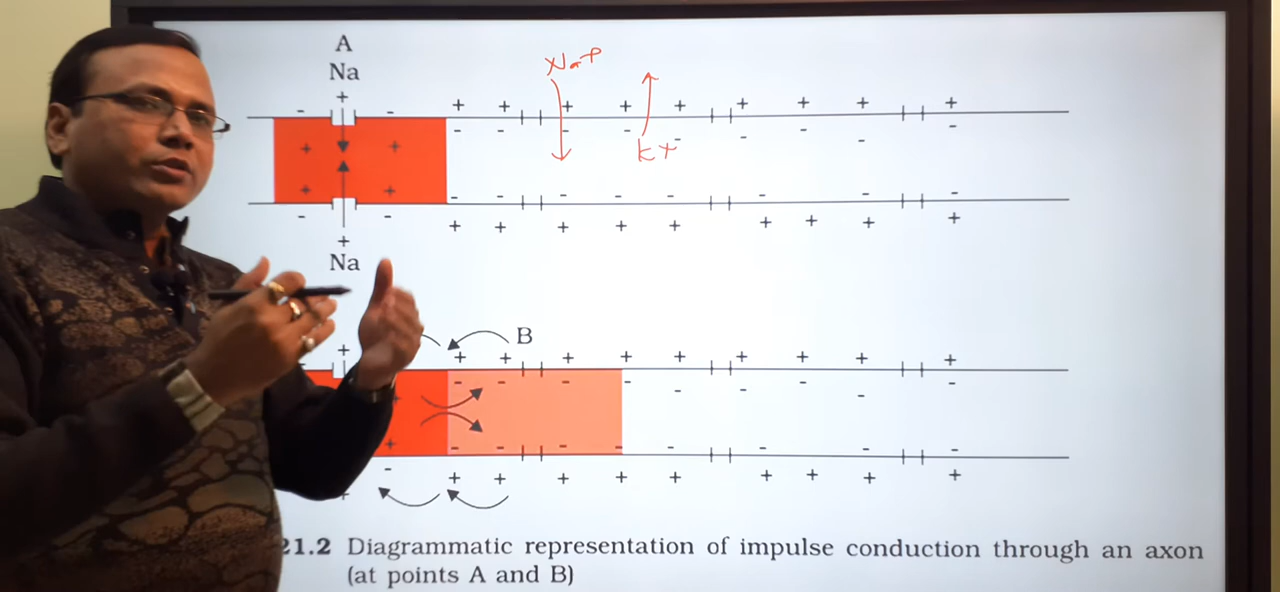 A
Na
Na+
K+
Na
B
21.2 Diagrammatic representation of impulse conduction through an axon
(at points A and B)